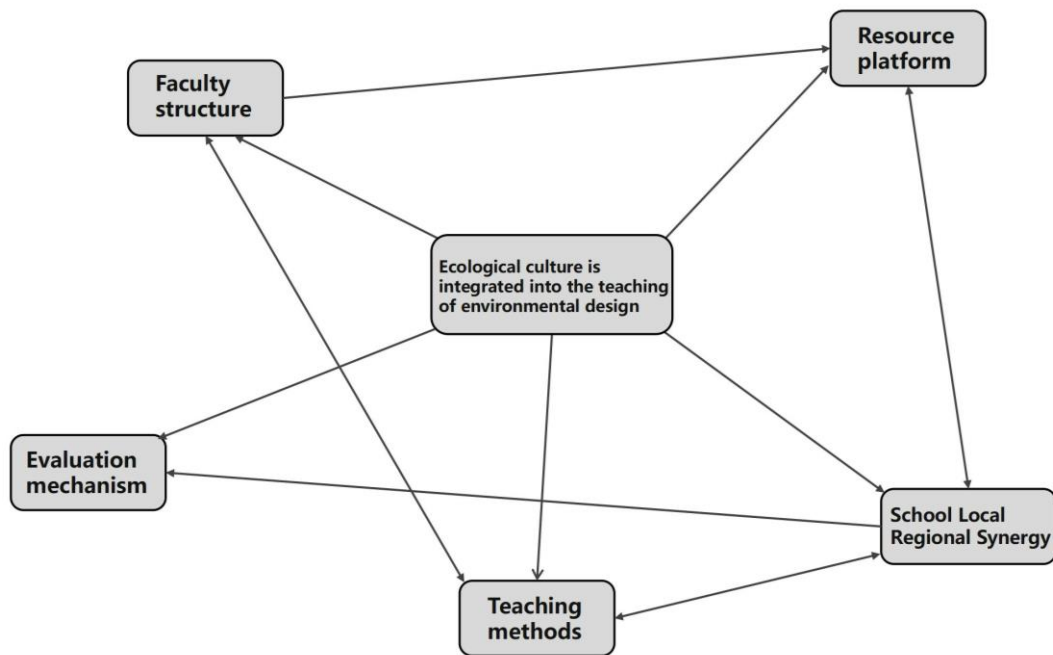 Resource
platform
Faculty
structure
Ecological culture is
integrated into the teaching
of environmental design
Evaluation
mechanism
School Local
Regional Synergy
Teaching
methods